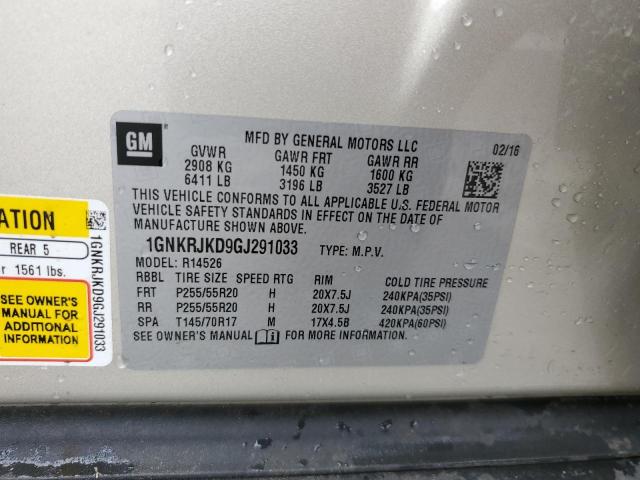 GM
MFD BY GENERAL MOTORS LLC 02/16
GVWR GAWR FRT GAWR RR
2908 KG 1450 KG 1600 KG
6411 LB 3196 LB 3527 LB
THIS VEHICLE CONFORMS TO ALL APPLICABLE U.S. FEDERAL MOTOR
VEHICLE SAFETY STANDARDS IN EFFECT ON THE DATE OF
MANUFACTURE SHOWN ABOVE.
1GNKRJKD9GJ291033 TYPE: M.P.V.
MODEL: R14526
RBBL TIRE SIZE SPEED RTG RIM COLD TIRE PRESSURE
FRT P255/55R20 H 20X7.5J 240KPA(35PSI)
RR P255/55R20 H 20X7.5J 240KPA(35PSI)
SPA T145/70R17 M 17X4.5B 420KPA(60PSI)
SEE OWNER'S MANUAL i FOR MORE INFORMATION.
REAR 5
1561 lbs.
SEE OWNER'S
MANUAL FOR
ADDITIONAL
INFORMATION
1GNKRJKD9GJ291033